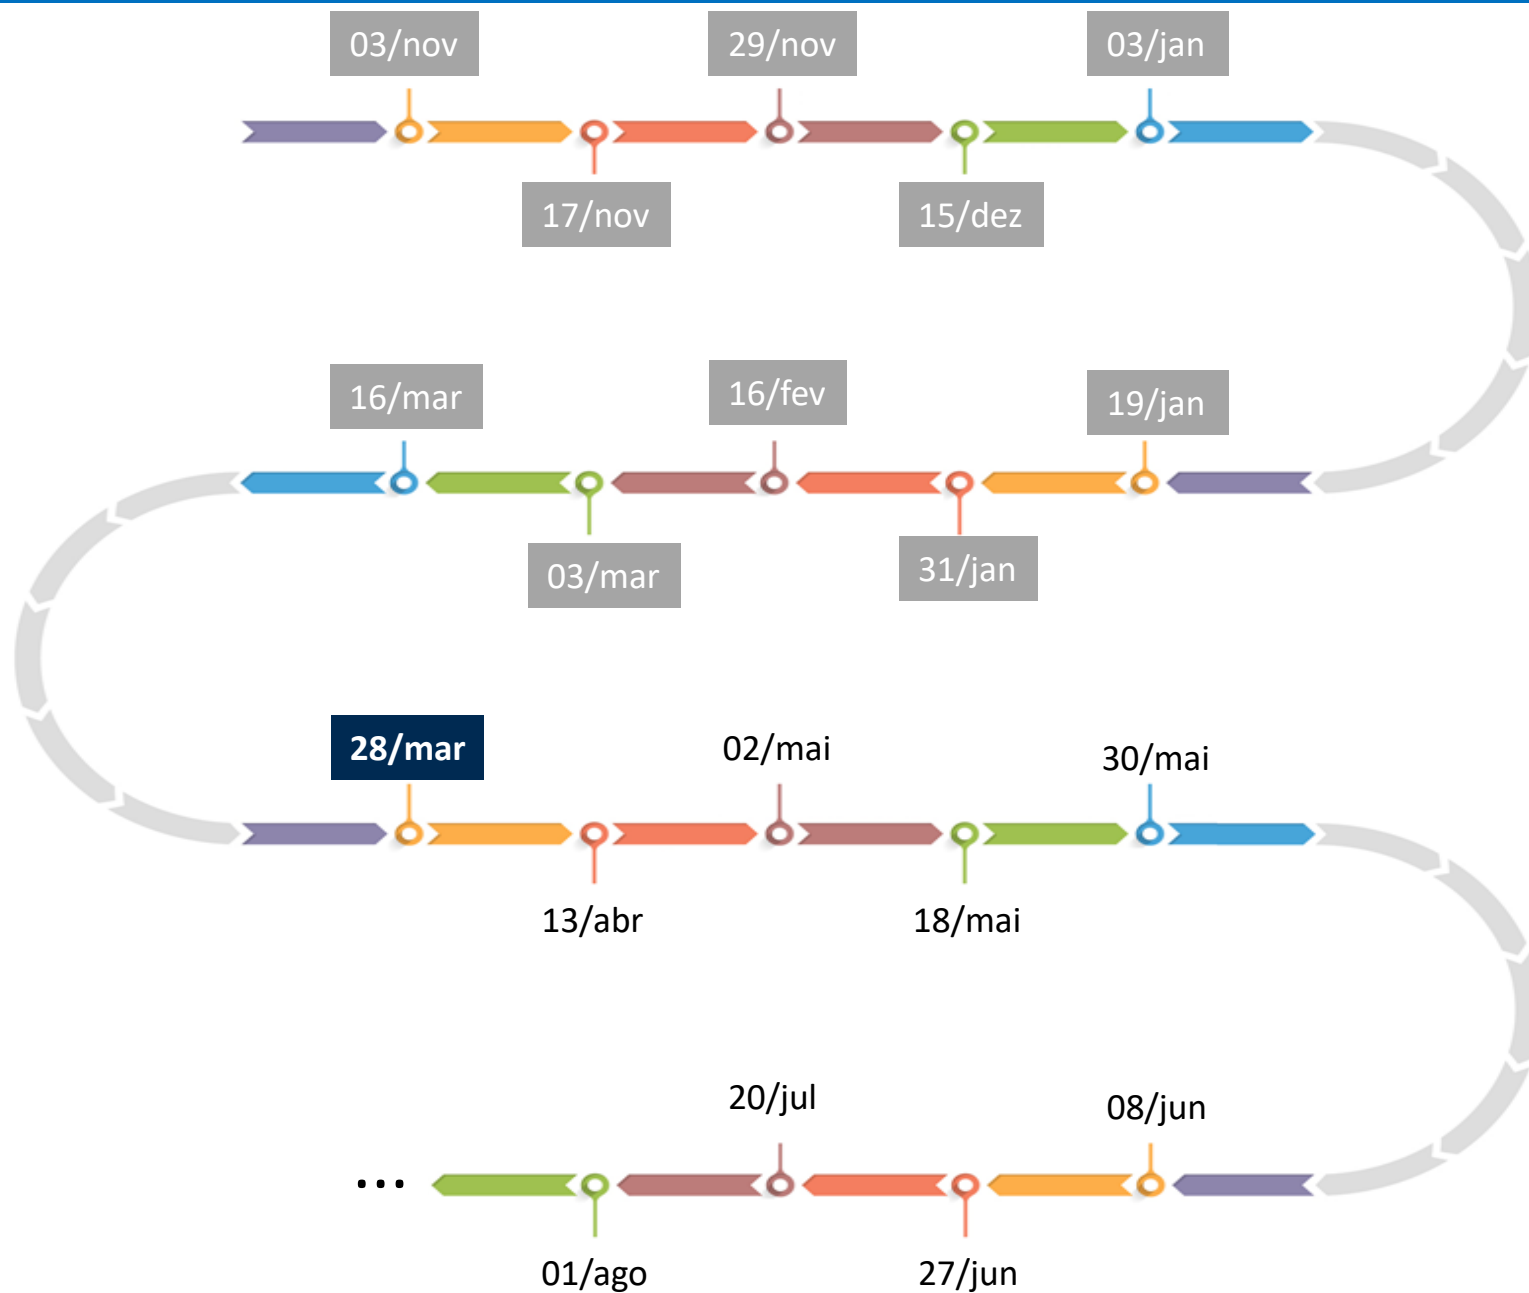 03/nov
17/nov
29/nov
15/dez
03/jan
19/jan
31/jan
16/fev
03/mar
16/mar
28/mar
13/abr
02/mai
18/mai
30/mai
08/jun
27/jun
20/jul
01/ago
...